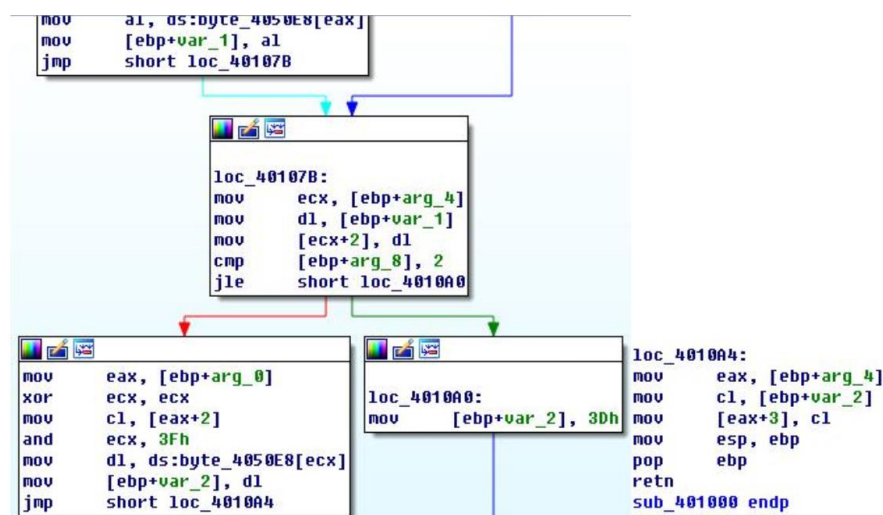 mov al, ds:byte_4050E8[eax]
mov [ebp+var_1], al
jmp short loc_40107B
loc_40107B:
mov ecx, [ebp+arg_4]
mov dl, [ebp+var_1]
mov [ecx+2], dl
cmp [ebp+arg_8], 2
jle short loc_4010A0
mov eax, [ebp+arg_0]
xor ecx, ecx
mov cl, [eax+2]
and ecx, 3Fh
mov dl, ds:byte_4050E8[ecx]
mov [ebp+var_2], dl
jmp short loc_4010A4
loc_4010A0:
mov [ebp+var_2], 3Dh
loc_4010A4:
mov eax, [ebp+arg_4]
mov cl, [ebp+var_2]
mov [eax+3], cl
mov esp, ebp
pop ebp
retn
sub_401000 endp